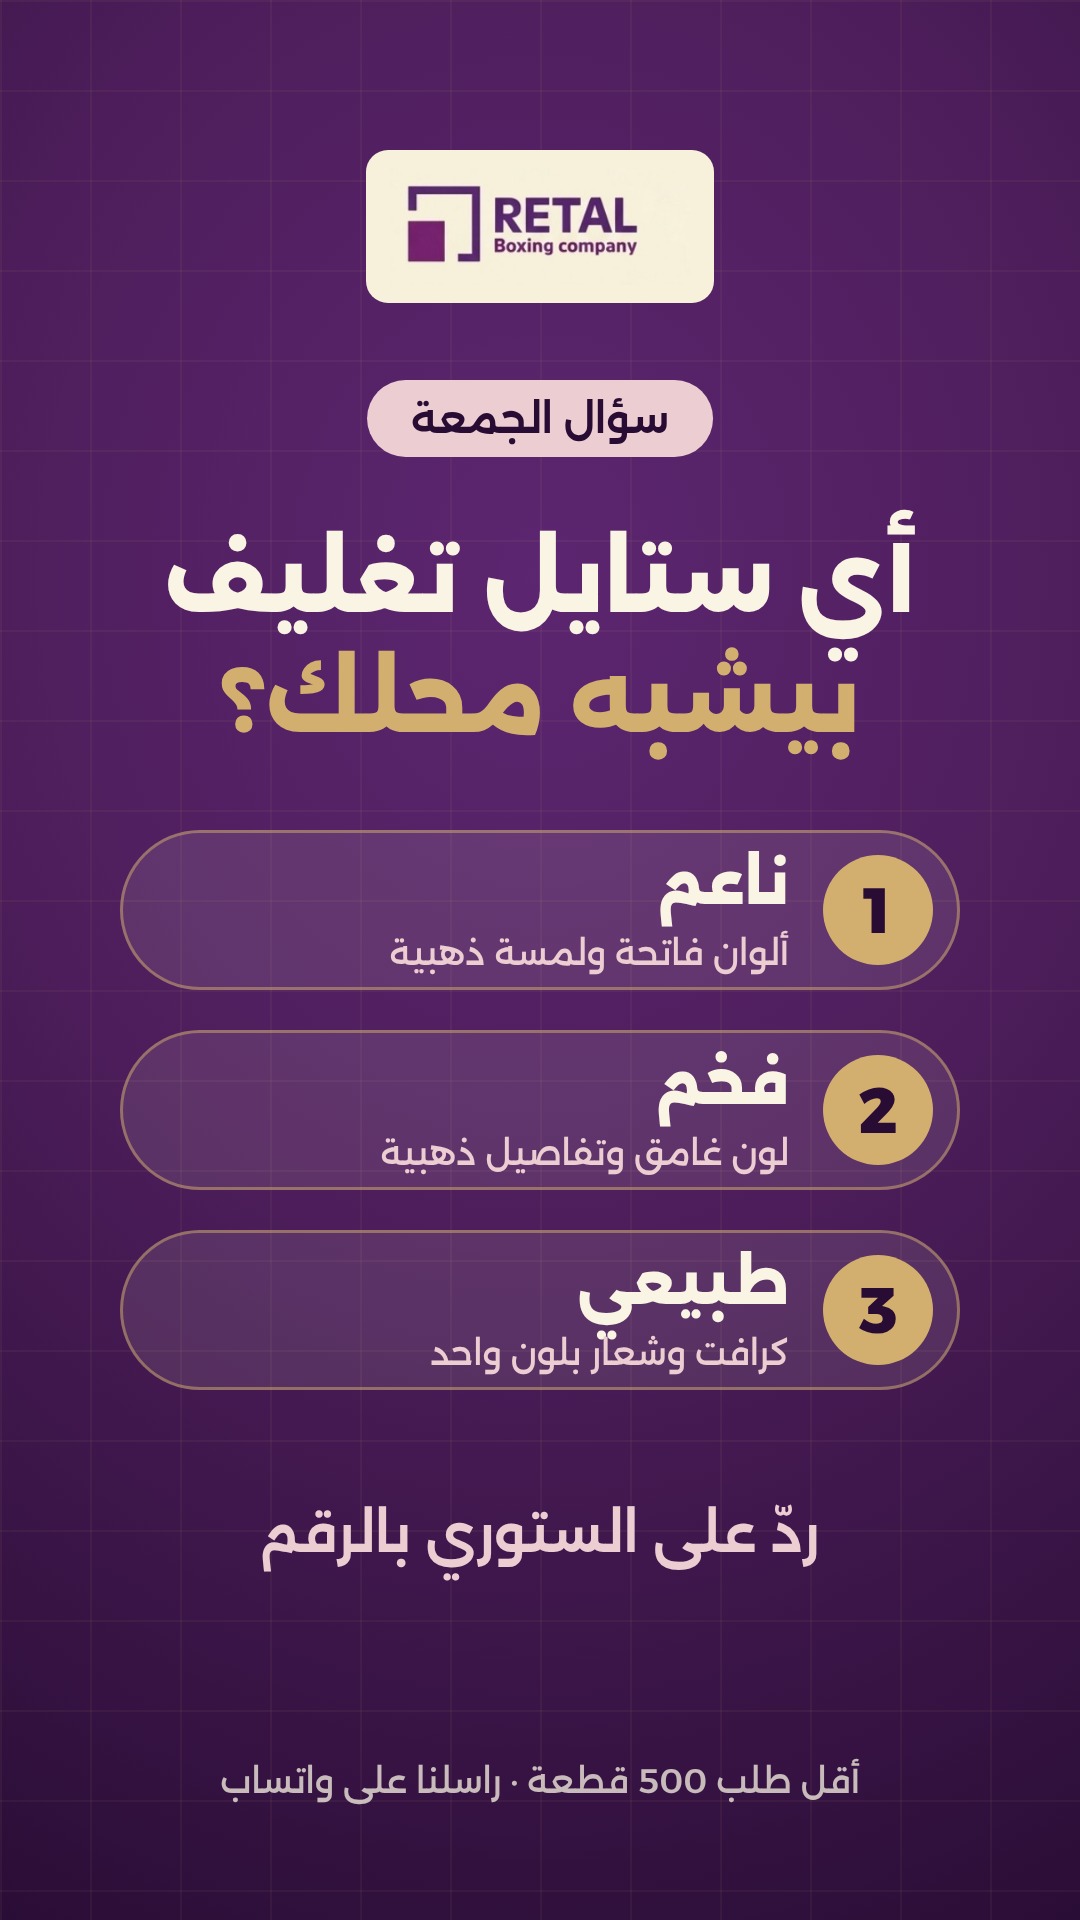 RETAL
Boxing company
سؤال الجمعة
أي ستايل تغليف
بيشبه محلك؟
1
ناعم
ألوان فاتحة ولمسة ذهبية
2
فخم
لون غامق وتفاصيل ذهبية
3
طبيعي
كرافت وشعار بلون واحد
ردّ على الستوري بالرقم
أقل طلب 500 قطعة · راسلنا على واتساب